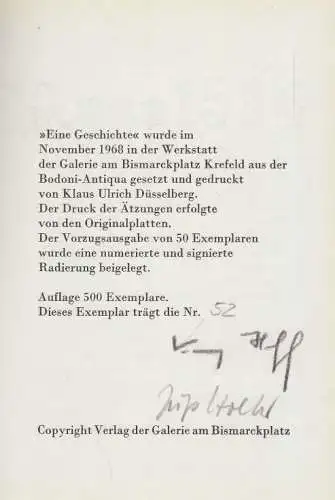 »Eine Geschichte« wurde im
November 1968 in der Werkstatt
der Galerie am Bismarckplatz Krefeld aus der
Bodoni-Antiqua gesetzt und gedruckt
von Klaus Ulrich Düsselberg.
Der Druck der Ätzungen erfolgte
von den Originalplatten.
Der Vorzugsausgabe von 50 Exemplaren
wurde eine numerierte und signierte
Radierung beigelegt.
Auflage 500 Exemplare.
Dieses Exemplar trägt die Nr. 52
Copyright Verlag der Galerie am Bismarckplatz